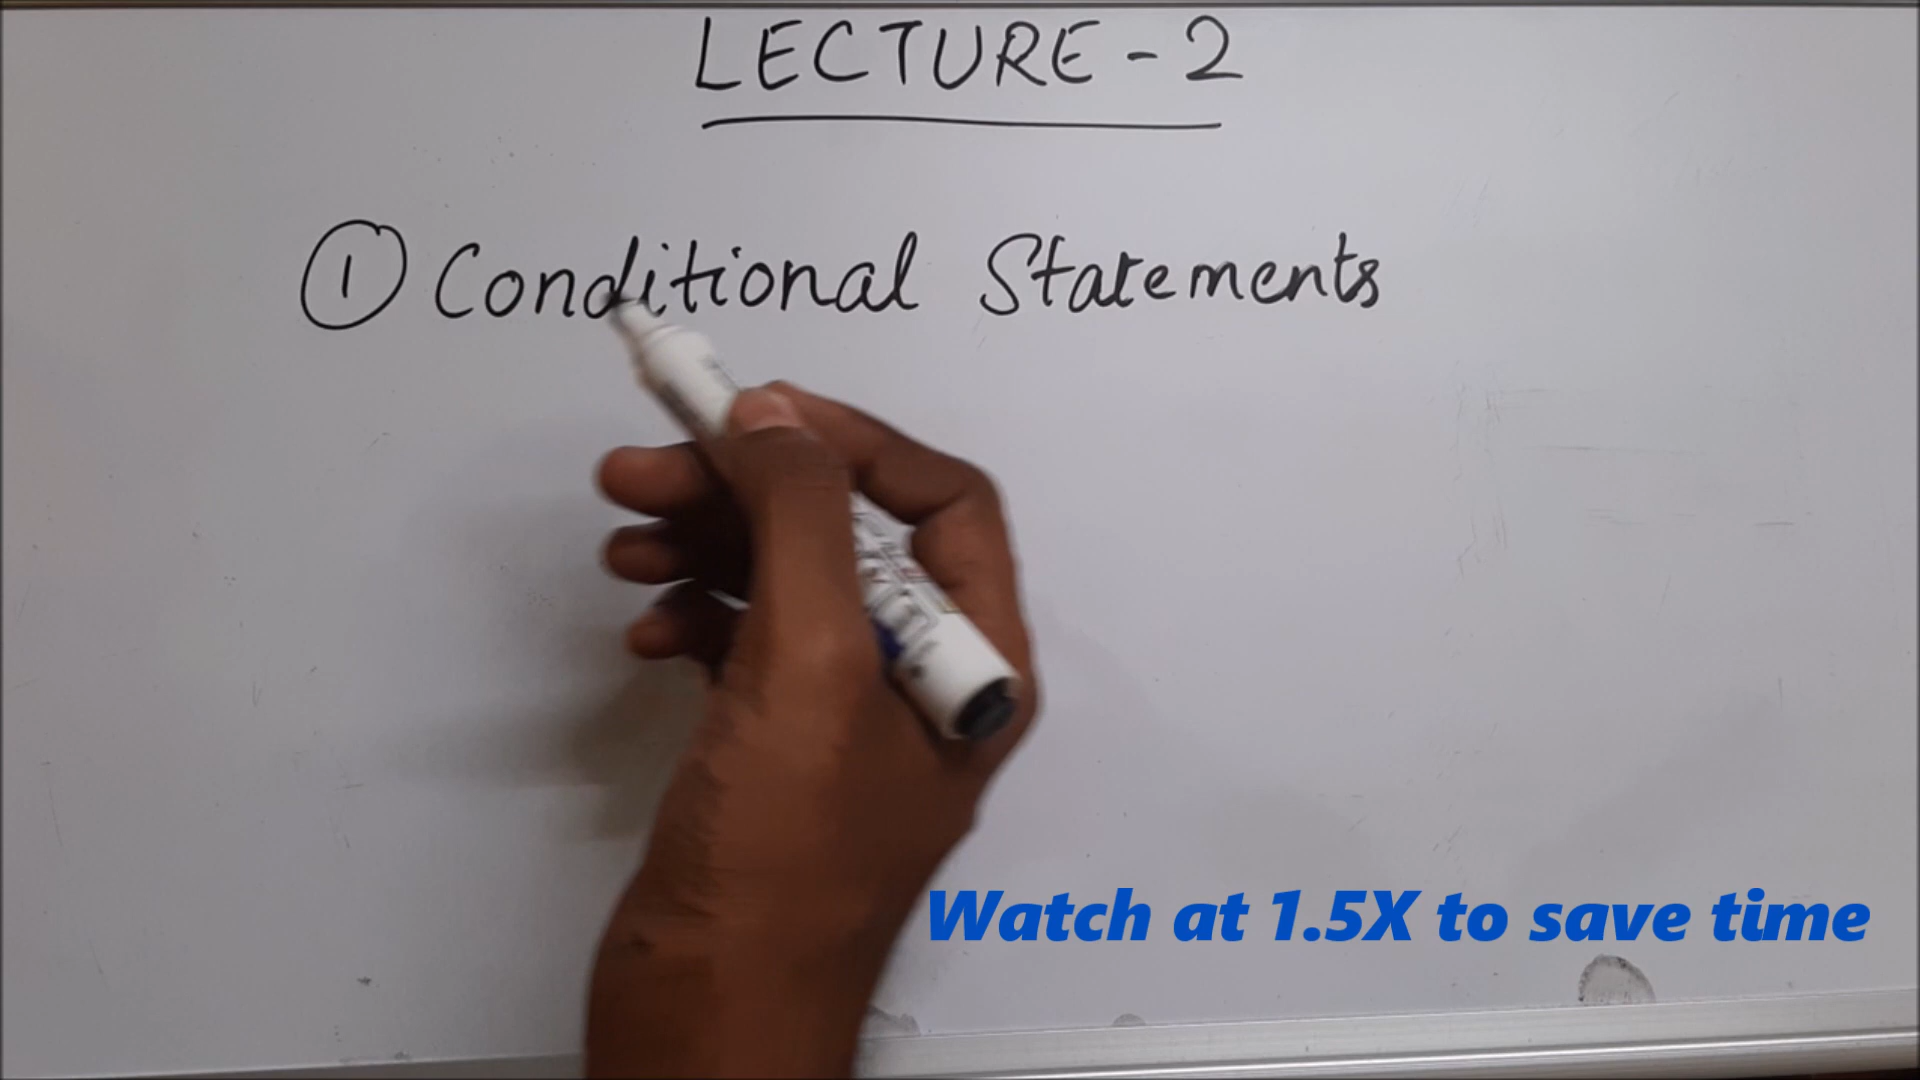 LECTURE - 2
① Conditional Statements
Watch at 1.5X to save time